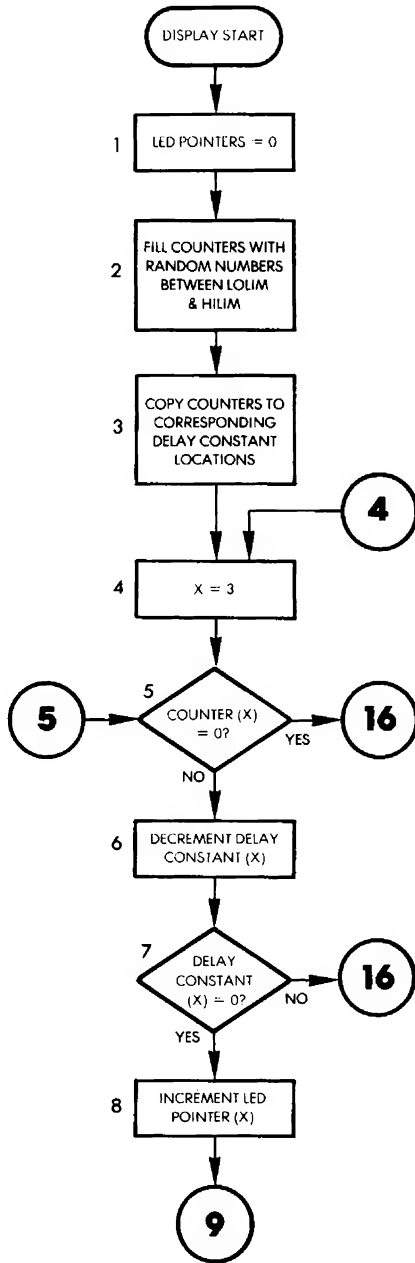 DISPLAY START
1
LED POINTERS = 0
2
FILL COUNTERS WITH
RANDOM NUMBERS
BETWEEN LOLIM
& HILIM
3
COPY COUNTERS TO
CORRESPONDING
DELAY CONSTANT
LOCATIONS
4
4
X = 3
5
5
COUNTER (X)
= 0?
YES
16
NO
6
DECREMENT DELAY
CONSTANT (X)
7
DELAY
CONSTANT
(X) = 0?
NO
16
YES
8
INCREMENT LED
POINTER (X)
9